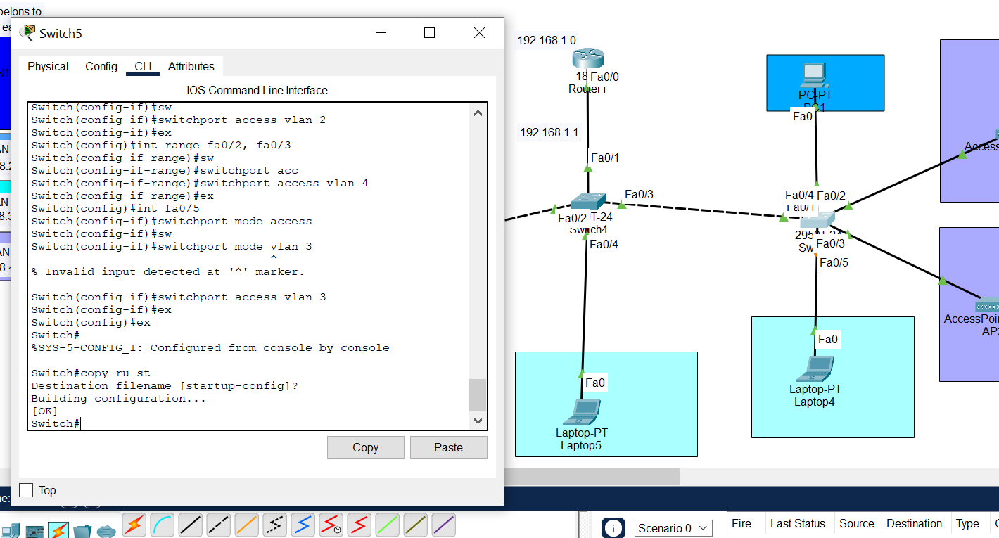 belons to
Switch5
Physical Config CLI Attributes
IOS Command Line Interface
Switch(config-if)#sw
Switch(config-if)#switchport access vlan 2
Switch(config-if)#ex
Switch(config)#int range fa0/2, fa0/3
Switch(config-if-range)#sw
Switch(config-if-range)#switchport acc
Switch(config-if-range)#switchport access vlan 4
Switch(config-if-range)#ex
Switch(config)#int fa0/5
Switch(config-if)#switchport mode access
Switch(config-if)#sw
Switch(config-if)#switchport mode vlan 3
^
% Invalid input detected at '^' marker.
Switch(config-if)#switchport access vlan 3
Switch(config-if)#ex
Switch(config)#ex
Switch#
%SYS-5-CONFIG_I: Configured from console by console
Switch#copy ru st
Destination filename [startup-config]?
Building configuration...
[OK]
Switch#
Copy Paste
Top
192.168.1.0
18
Fa0/0
Router1
192.168.1.1
Fa0/1
Fa0/3
Fa0/2
T-24
Switch4
Fa0/4
Fa0
Laptop-PT
Laptop5
PC-PT
PC1
Fa0
Fa0/4 Fa0/2
Fa0/1
295 T-24
Sw
Fa0/3
Fa0/5
Fa0
Laptop-PT
Laptop4
Access
AccessPoi
AP2
Scenario 0
Fire Last Status Source Destination Type